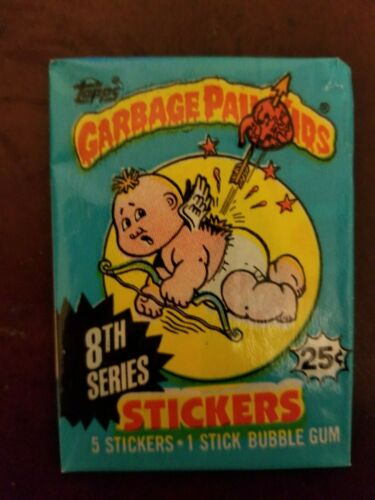 Topps
GARBAGE PAIL KIDS®
8TH
SERIES
25¢
STICKERS
5 STICKERS • 1 STICK BUBBLE GUM